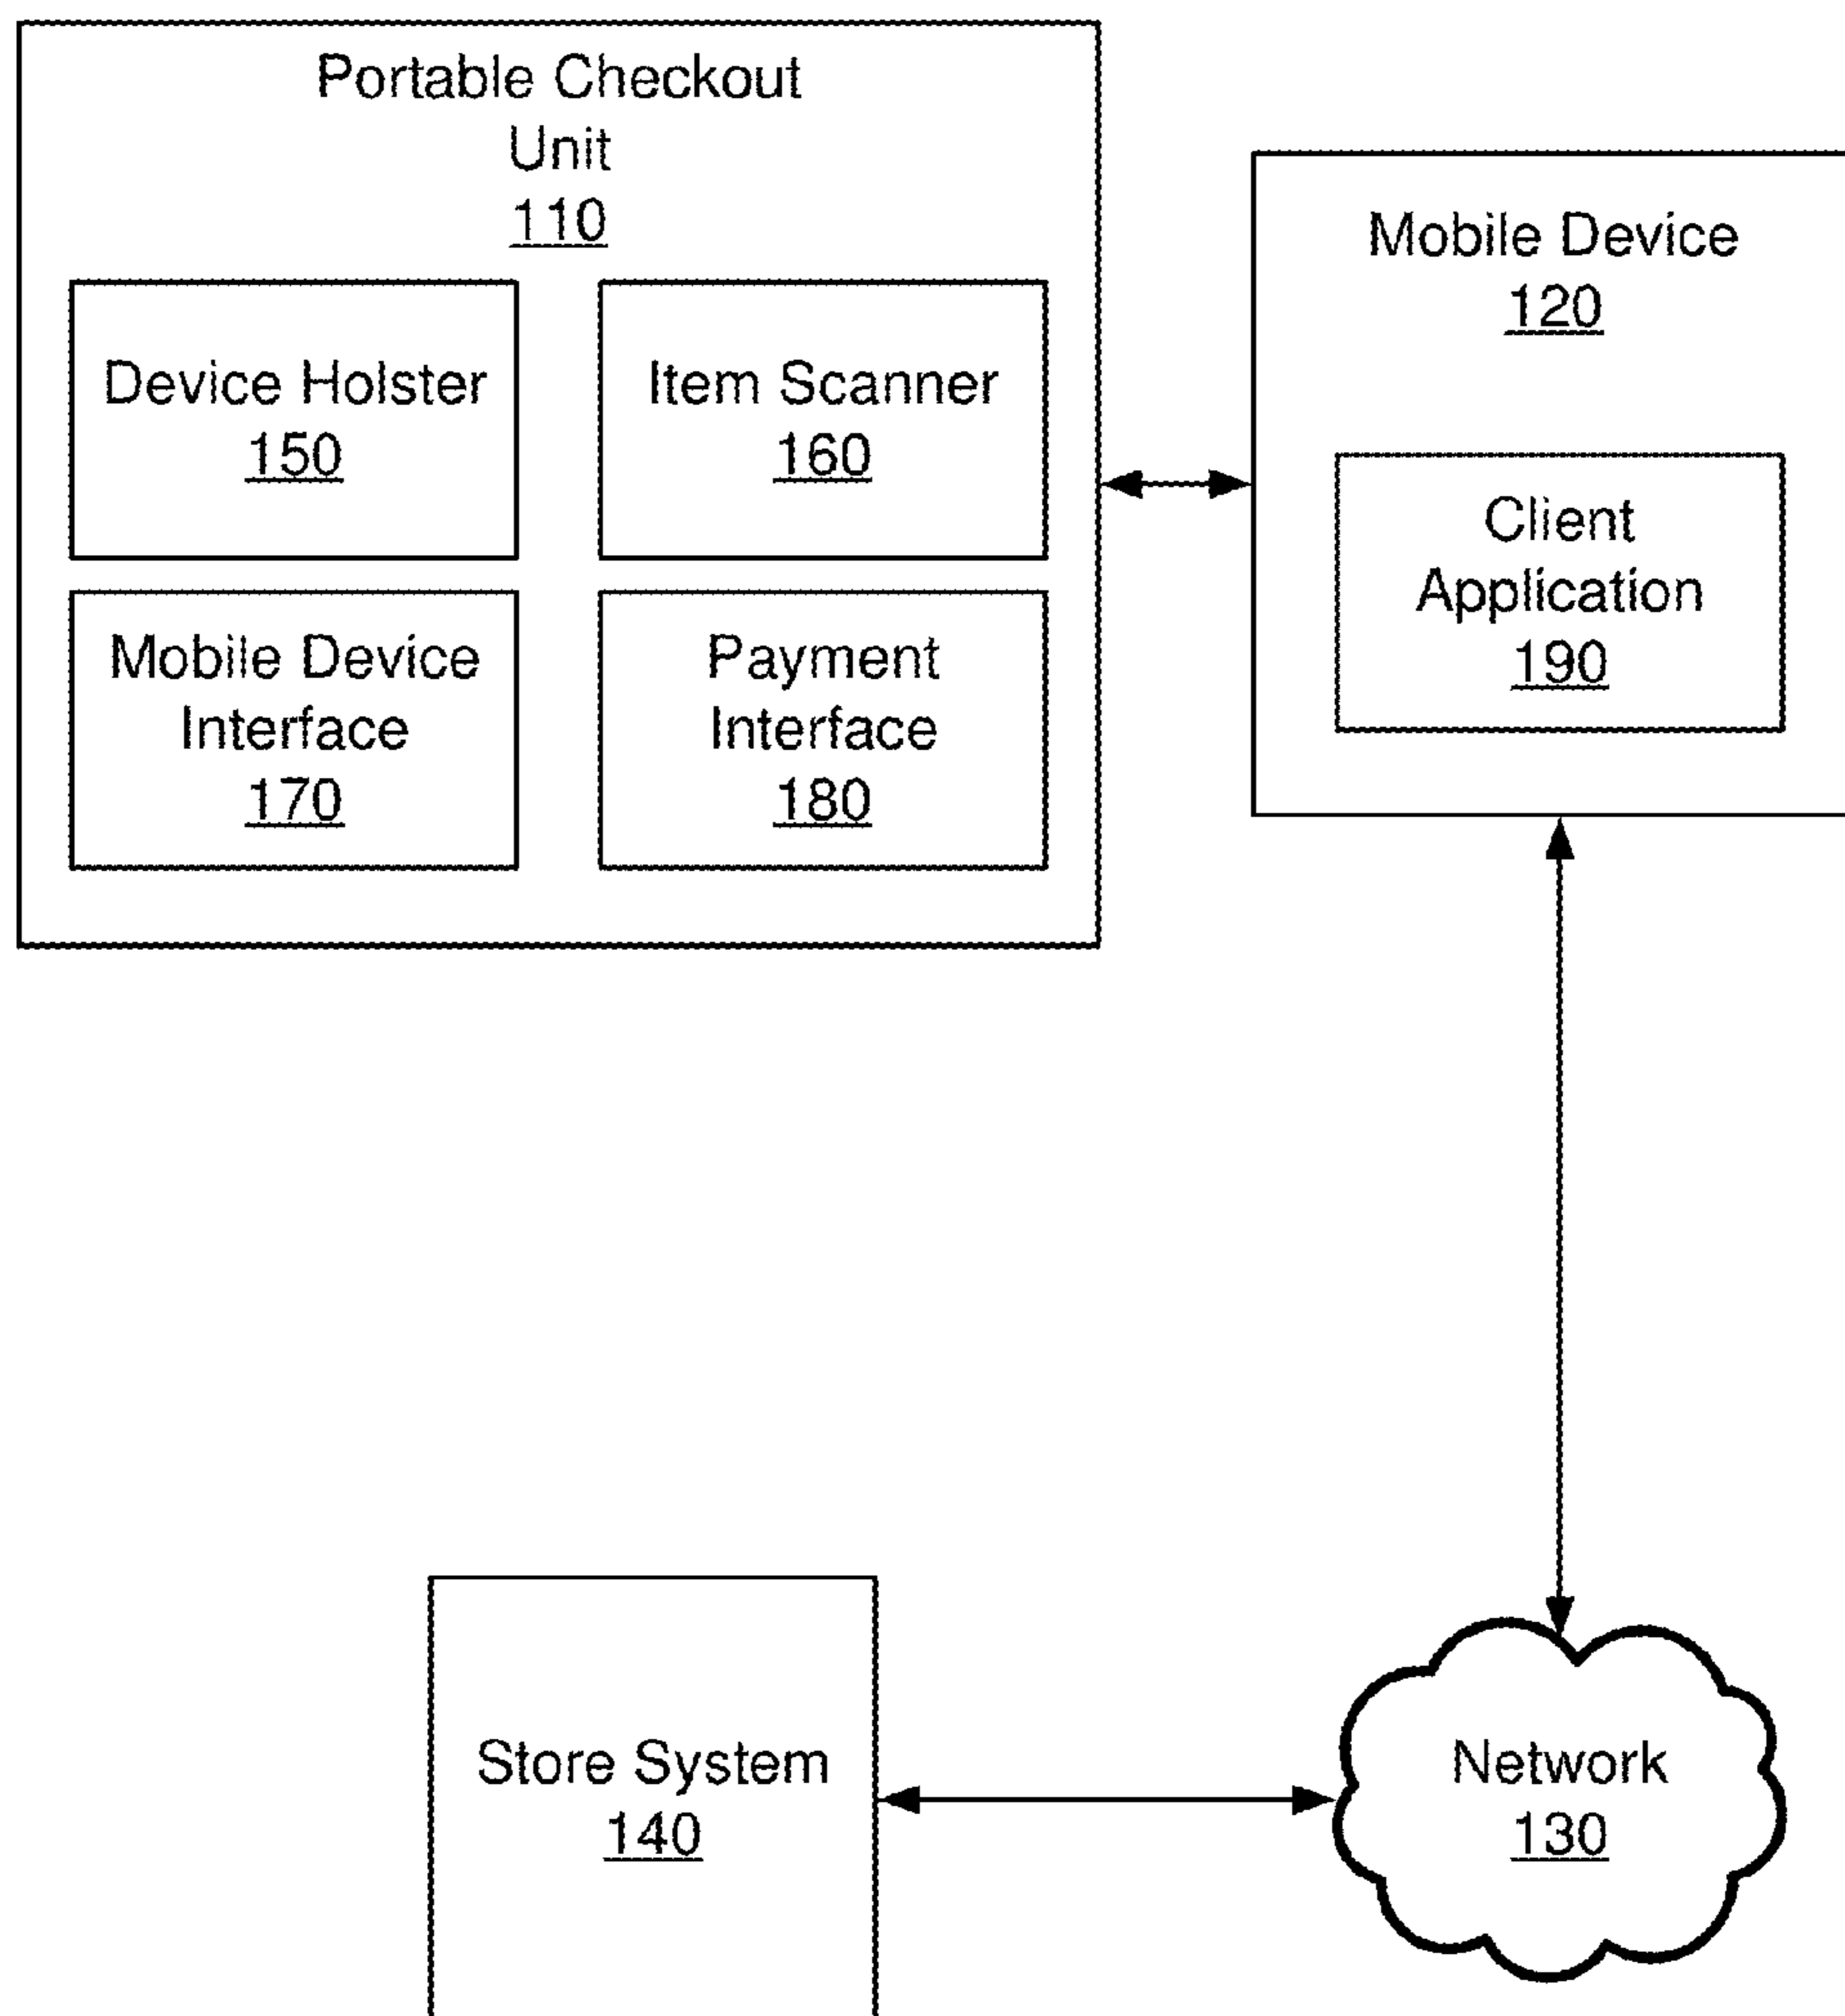 Portable Checkout
Unit
110
Device Holster
150
Item Scanner
160
Mobile Device
Interface
170
Payment
Interface
180
Mobile Device
120
Client
Application
190
Store System
140
Network
130